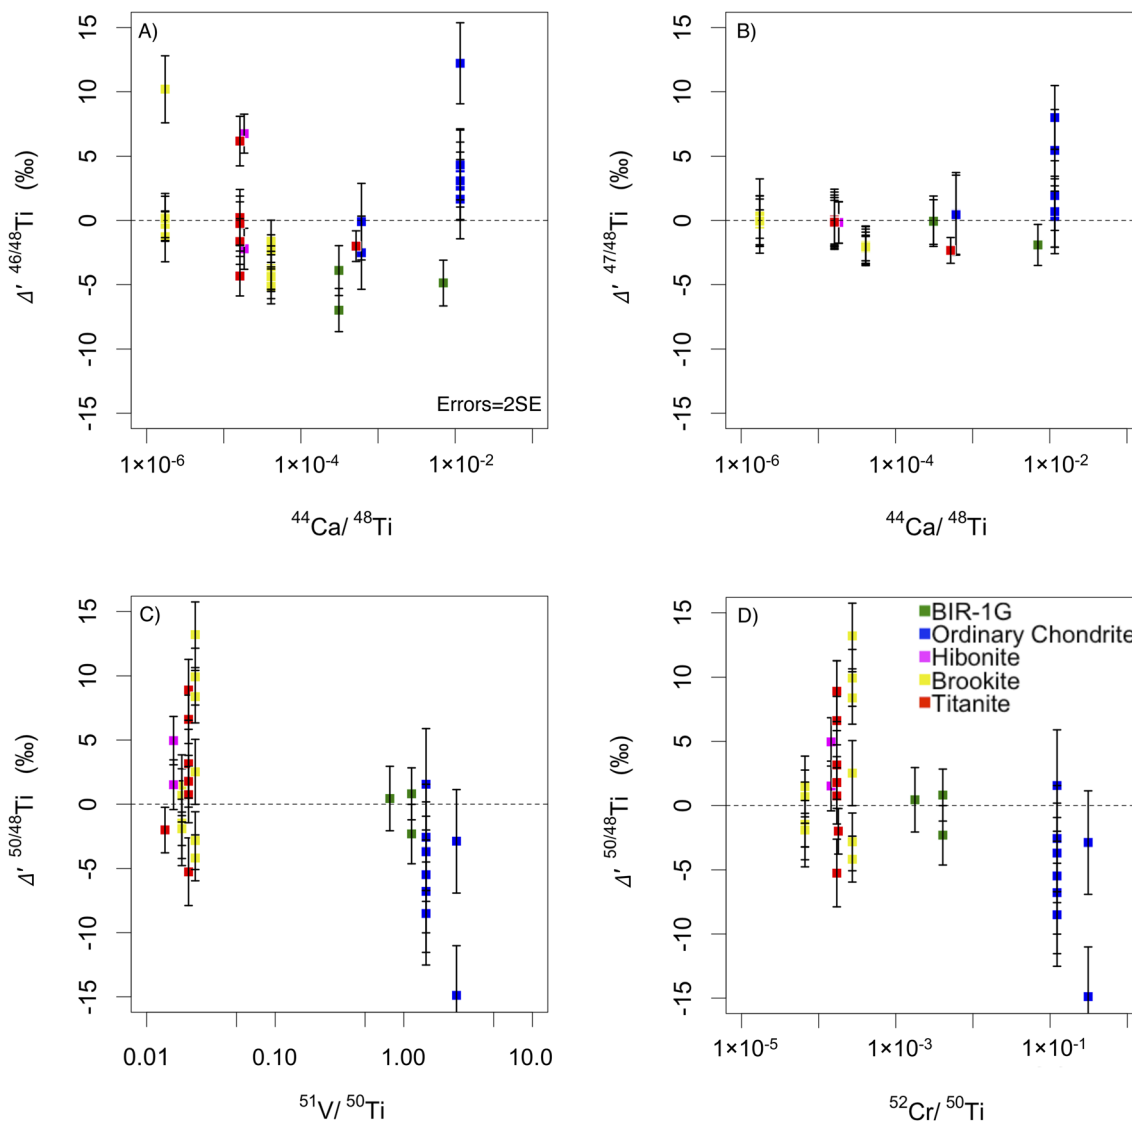 A)
15
10
5
0
-5
-10
-15
Δ′ 46/48Ti (‰)
Errors=2SE
1×10-6
1×10-4
1×10-2
44Ca/ 48Ti
B)
15
10
5
0
-5
-10
-15
Δ′ 47/48Ti (‰)
1×10-6
1×10-4
1×10-2
44Ca/ 48Ti
C)
15
10
5
0
-5
-10
-15
Δ′ 50/48Ti (‰)
0.01
0.10
1.00
10.0
51V/ 50Ti
D)
BIR-1G
Ordinary Chondrite
Hibonite
Brookite
Titanite
15
10
5
0
-5
-10
-15
Δ′ 50/48Ti (‰)
1×10-5
1×10-3
1×10-1
52Cr/ 50Ti